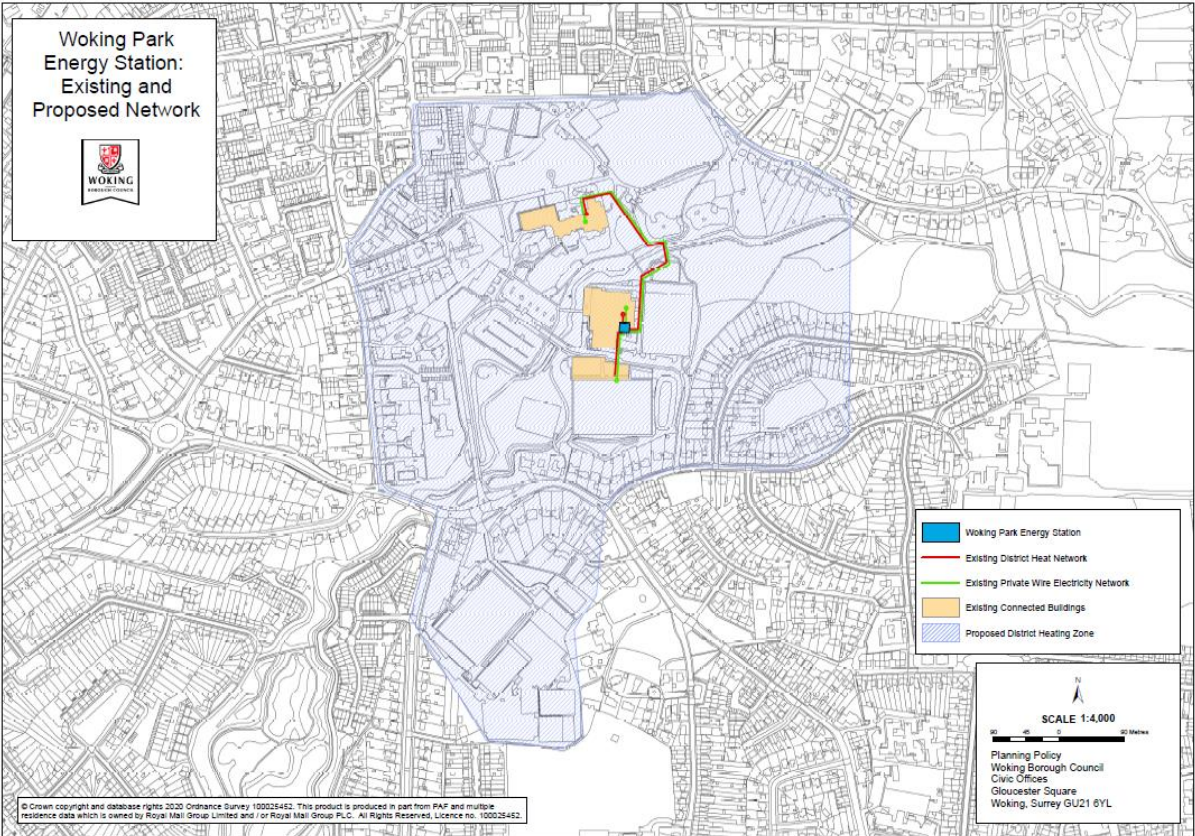 Woking Park
Energy Station:
Existing and
Proposed Network
WOKING
BOROUGH COUNCIL
Woking Park Energy Station
Existing District Heat Network
Existing Private Wire Electricity Network
Existing Connected Buildings
Proposed District Heating Zone
N
SCALE 1:4,000
90 45 0 90 Metres
Planning Policy
Woking Borough Council
Civic Offices
Gloucester Square
Woking, Surrey GU21 6YL
© Crown copyright and database rights 2020 Ordnance Survey 100025452. This product is produced in part from PAF and multiple
residence data which is owned by Royal Mail Group Limited and / or Royal Mail Group PLC. All Rights Reserved, Licence no. 100025452.